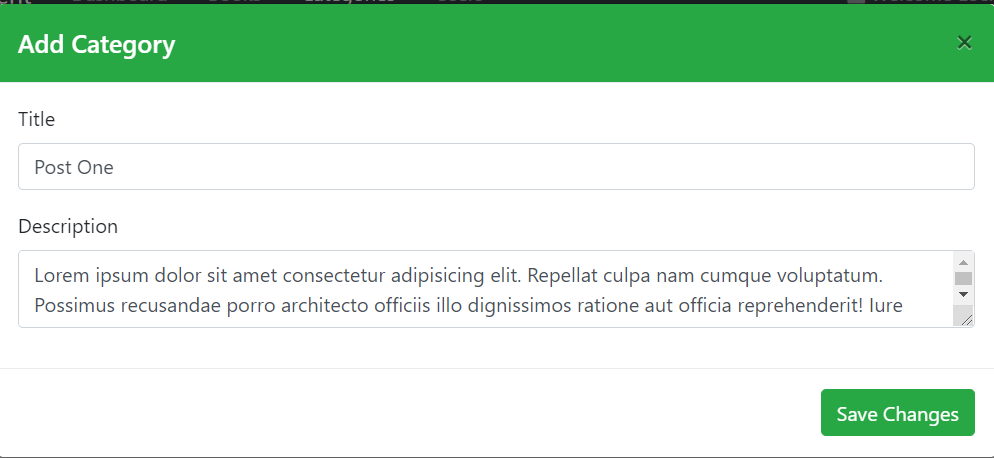 Add Category
×
Title
Post One
Description
Lorem ipsum dolor sit amet consectetur adipisicing elit. Repellat culpa nam cumque voluptatum.
Possimus recusandae porro architecto officiis illo dignissimos ratione aut officia reprehenderit! Iure
Save Changes